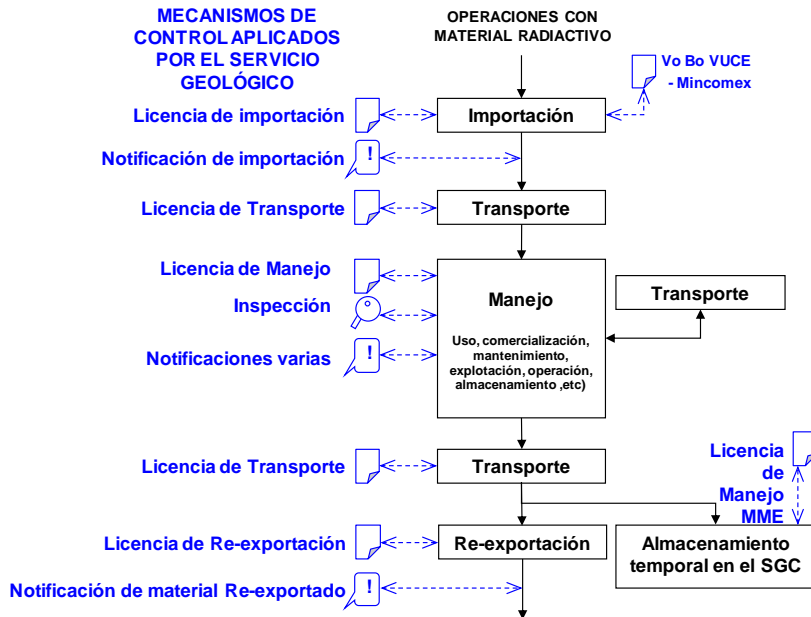 MECANISMOS DE
CONTROL APLICADOS
POR EL SERVICIO
GEOLÓGICO
OPERACIONES CON
MATERIAL RADIACTIVO
Vo Bo VUCE
- Mincomex
Licencia de importación
Importación
Notificación de importación
!
Licencia de Transporte
Transporte
Licencia de Manejo
Inspección
Notificaciones varias
!
Manejo
Uso, comercialización,
mantenimiento,
explotación, operación,
almacenamiento ,etc)
Transporte
Licencia de Transporte
Transporte
Licencia
de
Manejo
MME
Licencia de Re-exportación
Re-exportación
Almacenamiento
temporal en el SGC
Notificación de material Re-exportado
!